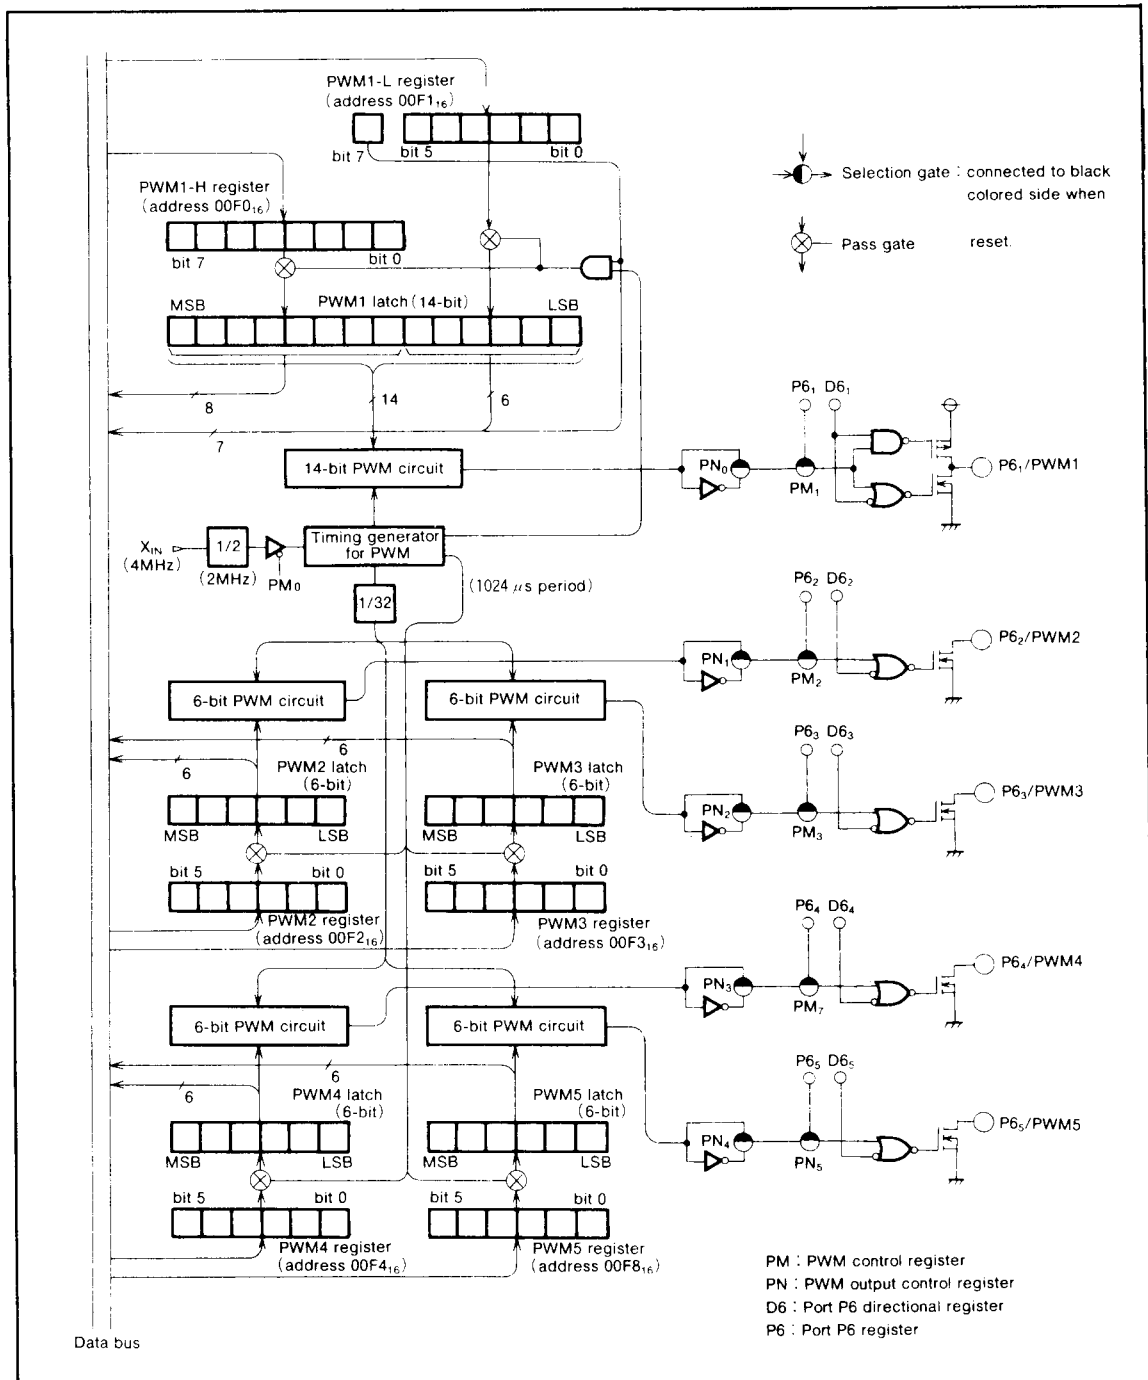 PWM1-L register
(address 00F1₁₆)
bit 7
bit 5
bit 0
PWM1-H register
(address 00F0₁₆)
bit 7
bit 0
Selection gate : connected to black
colored side when
Pass gate
reset.
MSB
PWM1 latch (14-bit)
LSB
8
14
6
7
14-bit PWM circuit
PN₀
P6₁
D6₁
PM₁
P6₁/PWM1
X_IN
(4MHz)
1/2
(2MHz)
PM₀
Timing generator
for PWM
(1024 μs period)
1/32
6-bit PWM circuit
6-bit PWM circuit
PN₁
P6₂
D6₂
PM₂
P6₂/PWM2
6
6
PWM2 latch
(6-bit)
PWM3 latch
(6-bit)
MSB
LSB
MSB
LSB
PN₂
P6₃
D6₃
PM₃
P6₃/PWM3
bit 5
bit 0
bit 5
bit 0
PWM2 register
(address 00F2₁₆)
PWM3 register
(address 00F3₁₆)
6-bit PWM circuit
6-bit PWM circuit
PN₃
P6₄
D6₄
PM₇
P6₄/PWM4
6
6
PWM4 latch
(6-bit)
PWM5 latch
(6-bit)
MSB
LSB
MSB
LSB
PN₄
P6₅
D6₅
PN₅
P6₅/PWM5
bit 5
bit 0
bit 5
bit 0
PWM4 register
(address 00F4₁₆)
PWM5 register
(address 00F8₁₆)
PM : PWM control register
PN : PWM output control register
D6 : Port P6 directional register
P6 : Port P6 register
Data bus